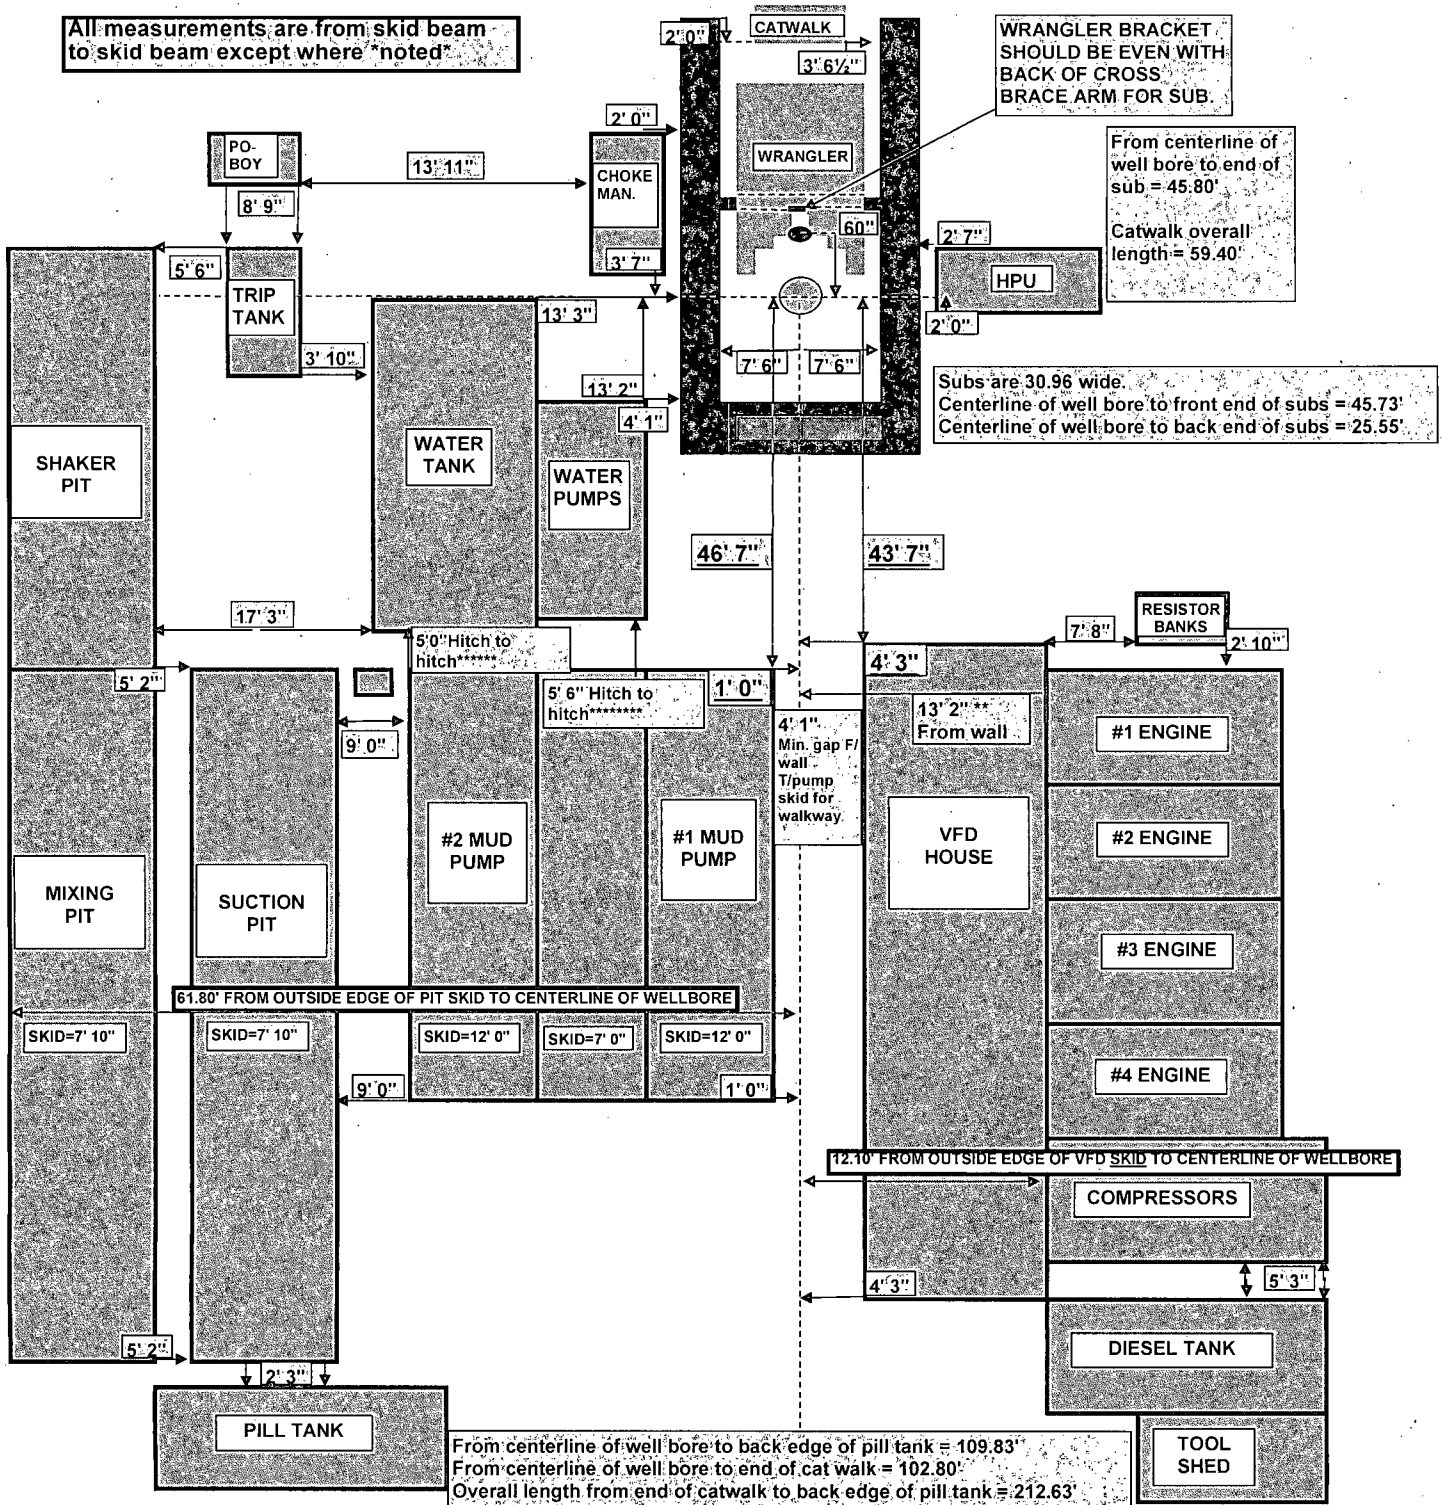 All measurements are from skid beam
to skid beam except where *noted*
2' 0"
CATWALK
3' 6½"
WRANGLER BRACKET
SHOULD BE EVEN WITH
BACK OF CROSS
BRACE ARM FOR SUB.
2' 0"
PO-
BOY
13' 11"
CHOKE
MAN.
WRANGLER
From centerline of
well bore to end of
sub = 45.80'
Catwalk overall
length = 59.40'
8' 9"
60"
2' 7"
5' 6"
3' 7"
HPU
TRIP
TANK
13' 3"
2' 0"
3' 10"
7' 6"
7' 6"
13' 2"
4' 1"
Subs are 30.96 wide.
Centerline of well bore to front end of subs = 45.73'
Centerline of well bore to back end of subs = 25.55'
SHAKER
PIT
WATER
TANK
WATER
PUMPS
46' 7"
43' 7"
17' 3"
RESISTOR
BANKS
7' 8"
2' 10"
5'0" Hitch to
hitch******
4' 3"
5' 2"
1' 0"
5' 6" Hitch to
hitch********
13' 2" **
From wall
9' 0"
4' 1"
Min. gap F/
wall
T/pump
skid for
walkway
#1 ENGINE
#2 MUD
PUMP
#1 MUD
PUMP
VFD
HOUSE
#2 ENGINE
MIXING
PIT
SUCTION
PIT
#3 ENGINE
61.80' FROM OUTSIDE EDGE OF PIT SKID TO CENTERLINE OF WELLBORE
SKID=7' 10"
SKID=7' 10"
SKID=12' 0"
SKID=7' 0"
SKID=12' 0"
#4 ENGINE
9' 0"
1' 0"
12.10' FROM OUTSIDE EDGE OF VFD SKID TO CENTERLINE OF WELLBORE
COMPRESSORS
4' 3"
5' 3"
5' 2"
DIESEL TANK
2' 3"
PILL TANK
TOOL
SHED
From centerline of well bore to back edge of pill tank = 109.83'
From centerline of well bore to end of cat walk = 102.80'
Overall length from end of catwalk to back edge of pill tank = 212.63'